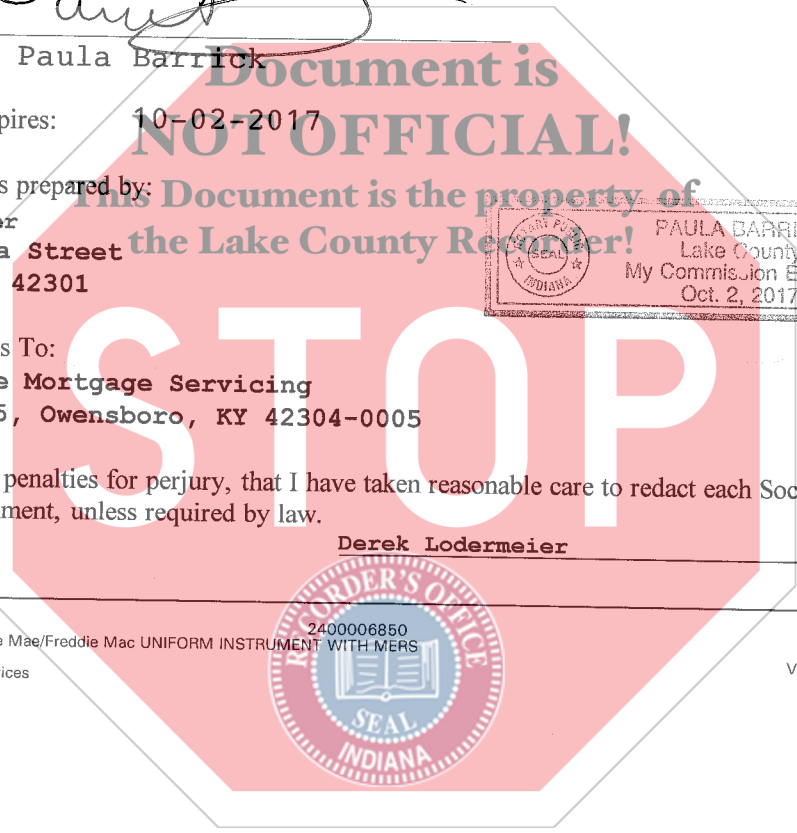 Paula Barrick
Document is
pires: 10-02-2017
NOT OFFICIAL!
s prepared by:
This Document is the property of
er
the Lake County Recorder!
a Street
42301
NOTARY PUBLIC
SEAL
INDIANA
PAULA BARRI
Lake County
My Commission E
Oct. 2, 2017
STOP
s To:
e Mortgage Servicing
5, Owensboro, KY 42304-0005
penalties for perjury, that I have taken reasonable care to redact each Soc
ment, unless required by law.
Derek Lodermeier
RECORDER'S OFFICE
SEAL
INDIANA
2400006850
e Mae/Freddie Mac UNIFORM INSTRUMENT WITH MERS
ices
V